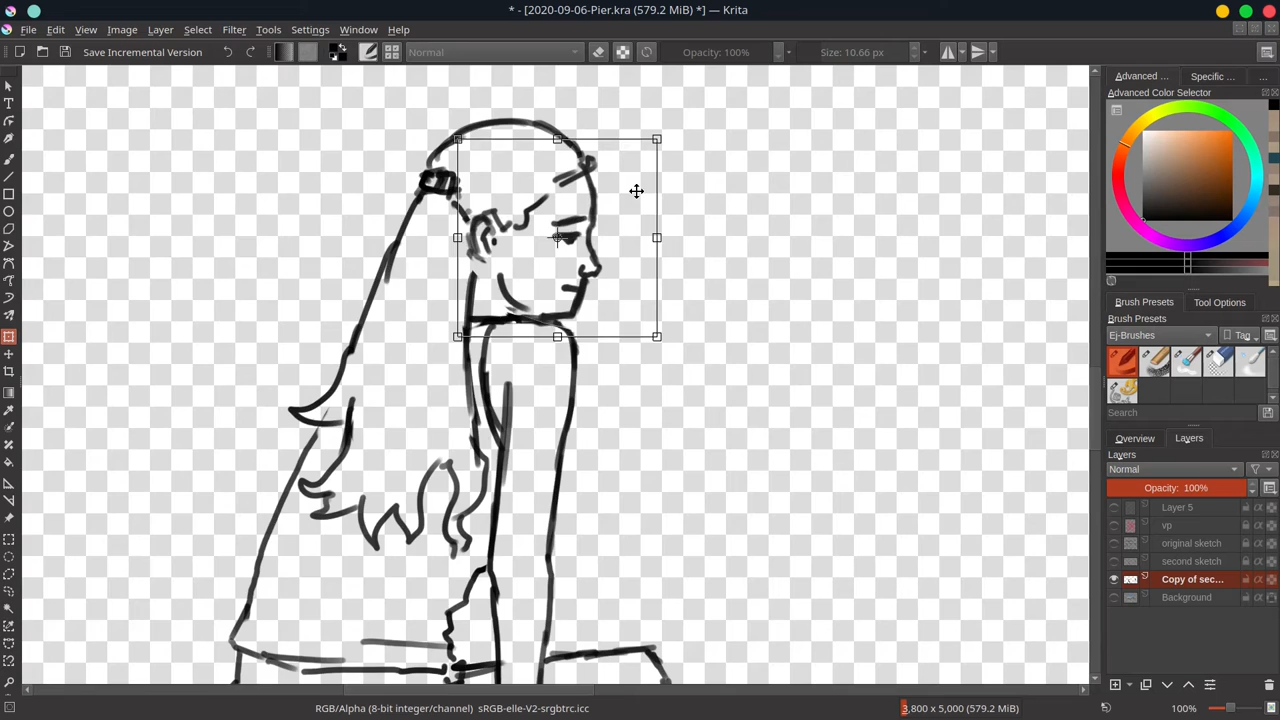 * - [2020-09-06-Pier.kra (579.2 MiB) *] — Krita
File Edit View Image Layer Select Filter Tools Settings Window Help
Save Incremental Version Normal Opacity: 100% Size: 10.66 px
Advanced ... Specific ... ...
Advanced Color Selector
Brush Presets Tool Options
Brush Presets
Ej-Brushes Tag
Search
Overview Layers
Layers
Normal
Opacity: 100%
Layer 5
vp
original sketch
second sketch
Copy of sec...
Background
RGB/Alpha (8-bit integer/channel) sRGB-elle-V2-srgbtrc.icc 3,800 x 5,000 (579.2 MiB) 100%